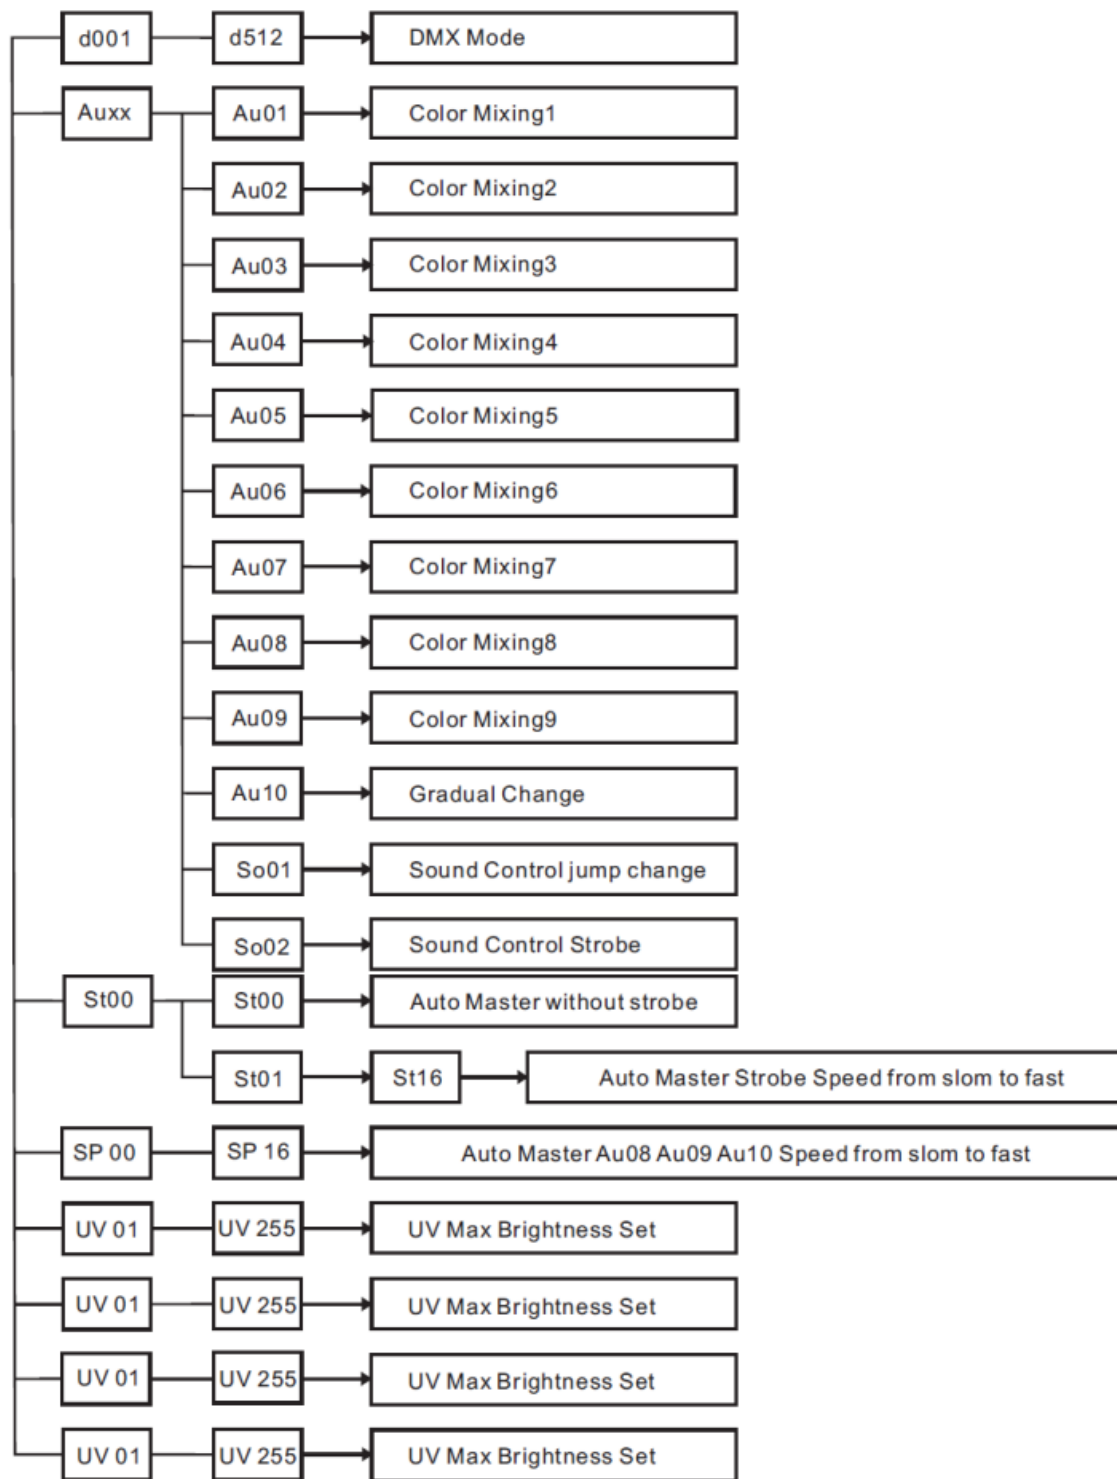 d001 d512 DMX Mode
Auxx Au01 Color Mixing1
Au02 Color Mixing2
Au03 Color Mixing3
Au04 Color Mixing4
Au05 Color Mixing5
Au06 Color Mixing6
Au07 Color Mixing7
Au08 Color Mixing8
Au09 Color Mixing9
Au10 Gradual Change
So01 Sound Control jump change
So02 Sound Control Strobe
St00 St00 Auto Master without strobe
St01 St16 Auto Master Strobe Speed from slom to fast
SP 00 SP 16 Auto Master Au08 Au09 Au10 Speed from slom to fast
UV 01 UV 255 UV Max Brightness Set
UV 01 UV 255 UV Max Brightness Set
UV 01 UV 255 UV Max Brightness Set
UV 01 UV 255 UV Max Brightness Set